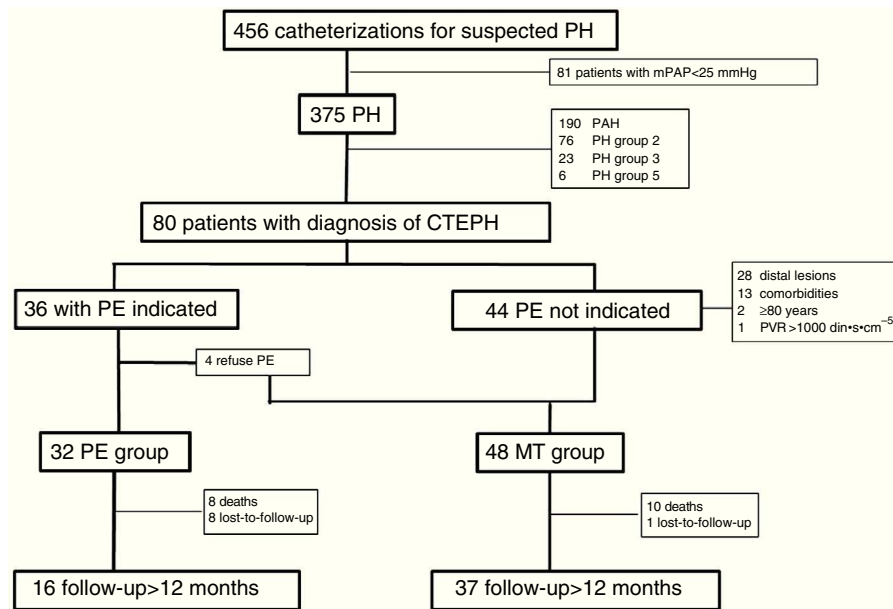 456 catheterizations for suspected PH
81 patients with mPAP<25 mmHg
375 PH
190 PAH
76 PH group 2
23 PH group 3
6 PH group 5
80 patients with diagnosis of CTEPH
36 with PE indicated
44 PE not indicated
28 distal lesions
13 comorbidities
2 ≥80 years
1 PVR >1000 din•s•cm⁻⁵
4 refuse PE
32 PE group
48 MT group
8 deaths
8 lost-to-follow-up
10 deaths
1 lost-to-follow-up
16 follow-up>12 months
37 follow-up>12 months